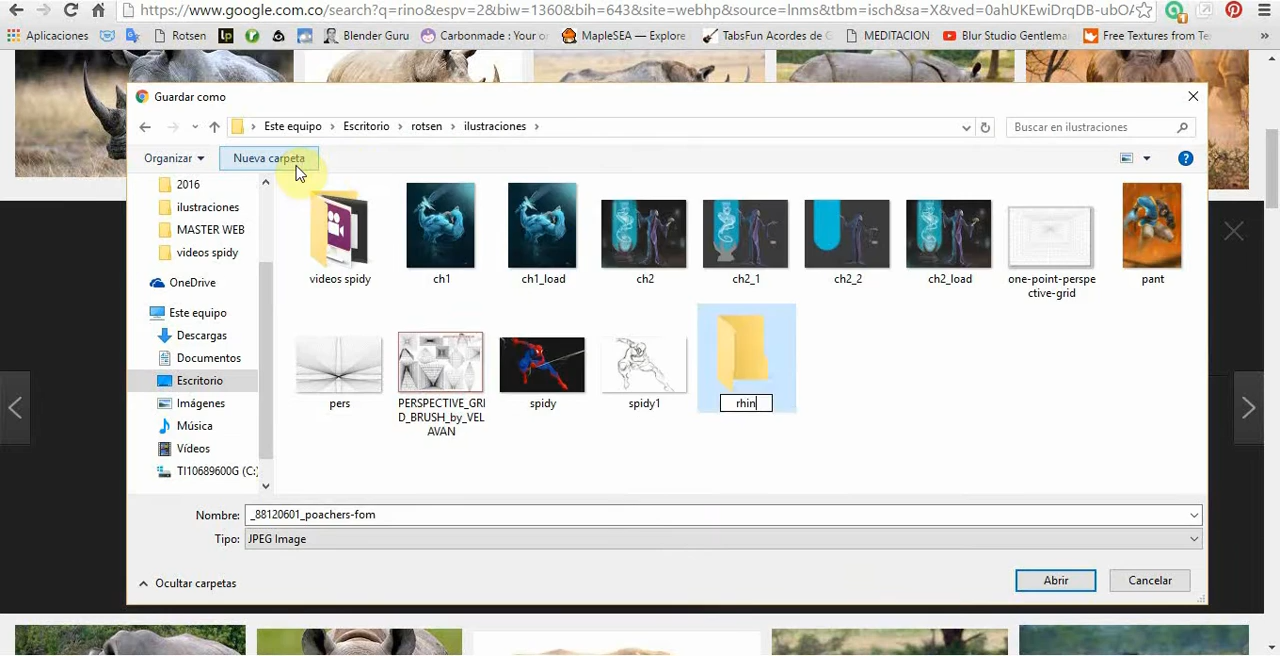 https://www.google.com.co/search?q=rino&espv=2&biw=1360&bih=643&site=webhp&source=lnms&tbm=isch&sa=X&ved=0ahUKEwiDrqDB-ubOA
Aplicaciones
Rotsen
Blender Guru
Carbonmade : Your o
MapleSEA — Explore
TabsFun Acordes de G
MEDITACION
Blur Studio Gentlema
Free Textures from Te
»
Guardar como
Este equipo > Escritorio > rotsen > ilustraciones >
Buscar en ilustraciones
Organizar
Nueva carpeta
2016
ilustraciones
MASTER WEB
videos spidy
OneDrive
Este equipo
Descargas
Documentos
Escritorio
Imágenes
Música
Vídeos
TI10689600G (C:)
videos spidy
ch1
ch1_load
ch2
ch2_1
ch2_2
ch2_load
one-point-perspe
ctive-grid
pant
pers
PERSPECTIVE_GRI
D_BRUSH_by_VEL
AVAN
spidy
spidy1
rhin
Nombre: _88120601_poachers-fom
Tipo: JPEG Image
Ocultar carpetas
Abrir
Cancelar